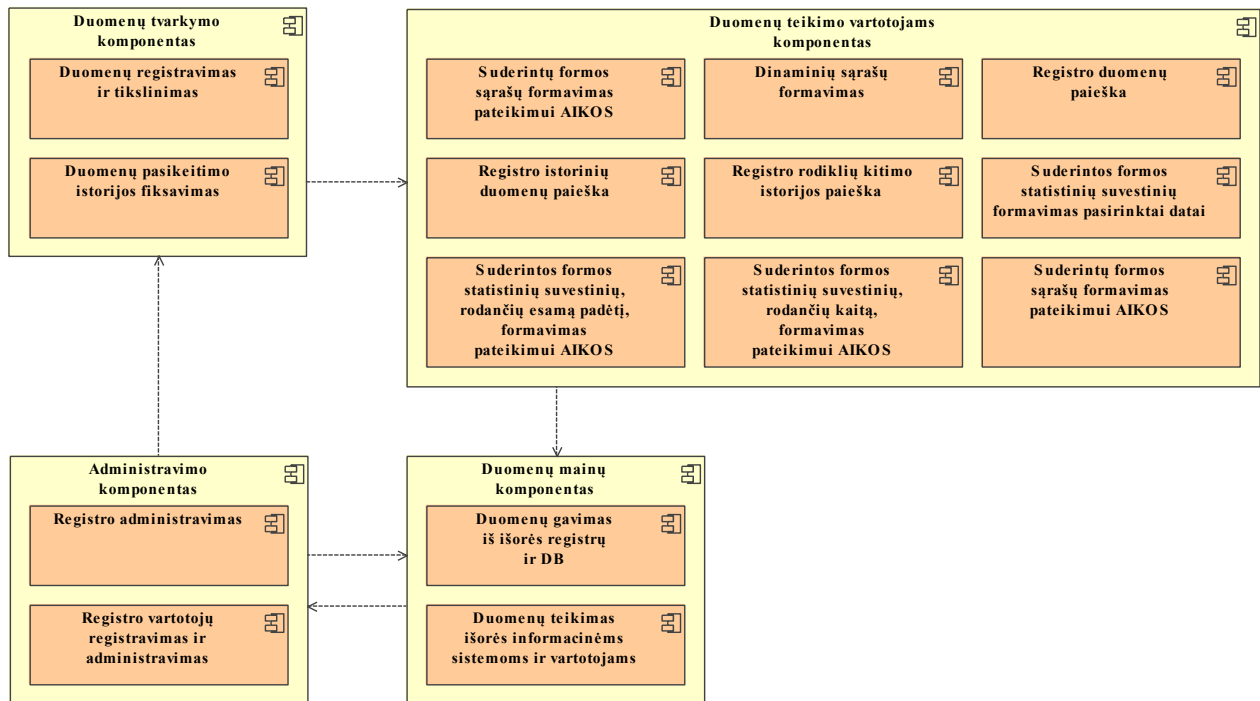 Duomenų tvarkymo
komponentas
Duomenų registravimas
ir tikslinimas
Duomenų pasikeitimo
istorijos fiksavimas
Duomenų teikimo vartotojams
komponentas
Suderintų formos
sąrašų formavimas
pateikimui AIKOS
Dinaminių sąrašų
formavimas
Registro duomenų
paieška
Registro istorinių
duomenų paieška
Registro rodiklių kitimo
istorijos paieška
Suderintos formos
statistinių suvestinių
formavimas pasirinktai datai
Suderintos formos
statistinių suvestinių,
rodančių esamą padėtį,
formavimas
pateikimui AIKOS
Suderintos formos
statistinių suvestinių,
rodančių kaitą,
formavimas
pateikimui AIKOS
Suderintų formos
sąrašų formavimas
pateikimui AIKOS
Administravimo
komponentas
Registro administravimas
Registro vartotojų
registravimas ir
administravimas
Duomenų mainų
komponentas
Duomenų gavimas
iš išorės registrų
ir DB
Duomenų teikimas
išorės informacinėms
sistemoms ir vartotojams